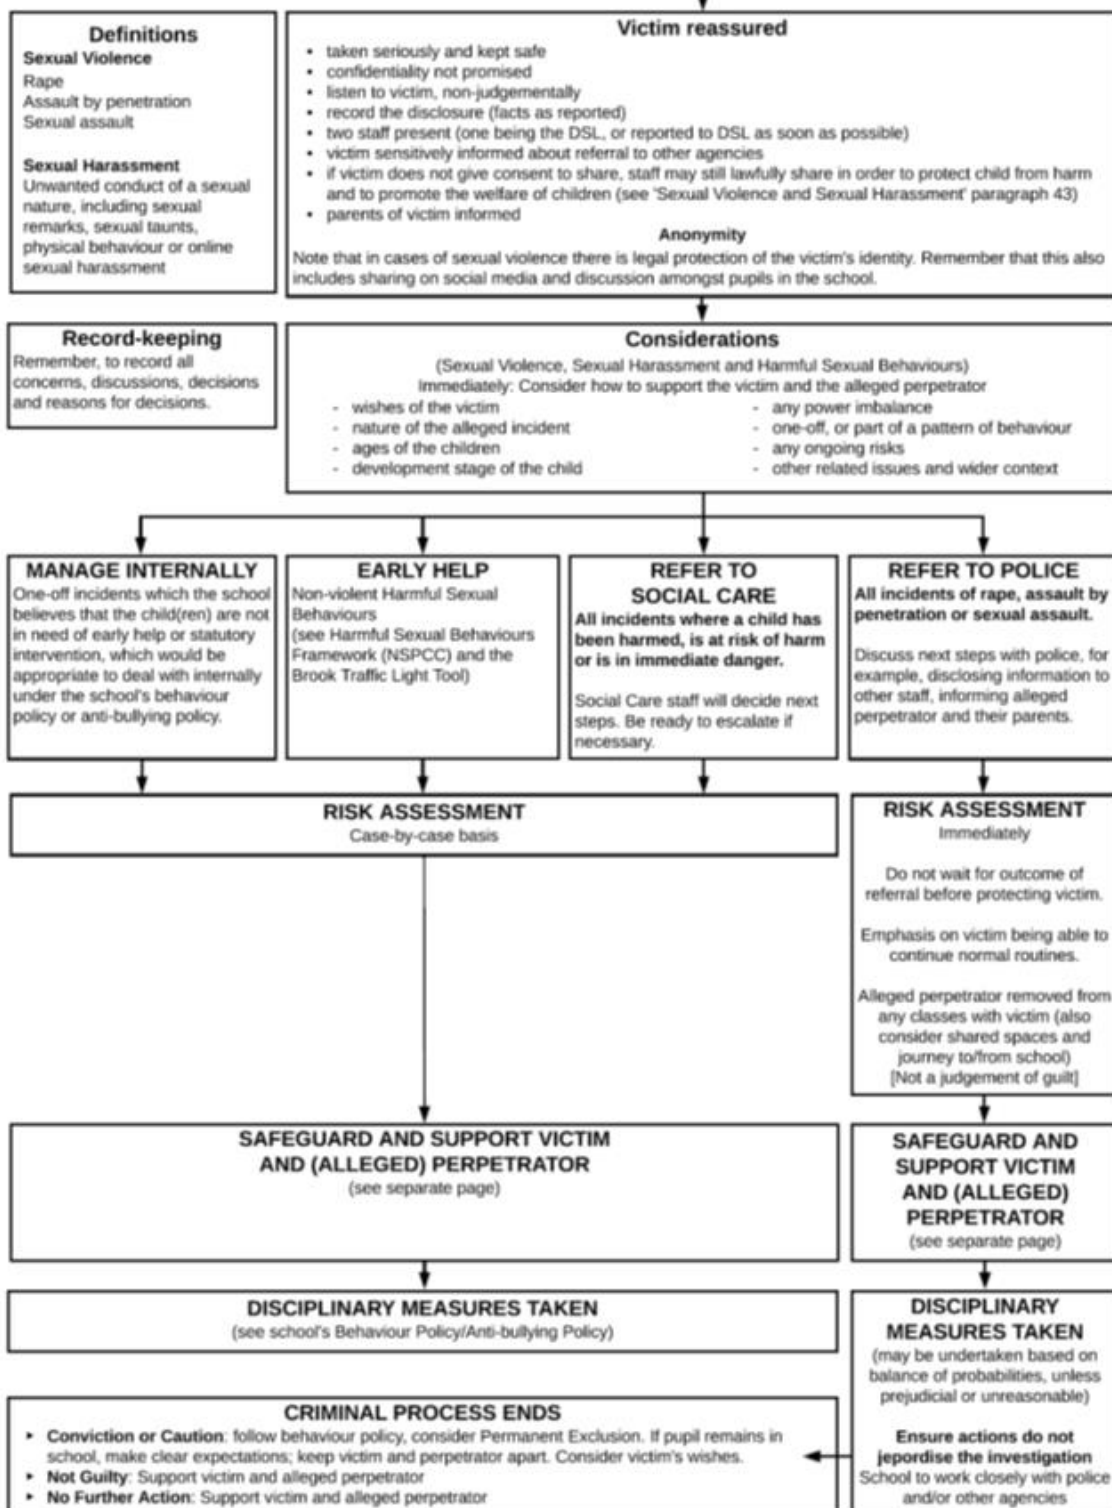 Definitions
Sexual Violence
Rape
Assault by penetration
Sexual assault
Sexual Harassment
Unwanted conduct of a sexual
nature, including sexual
remarks, sexual taunts,
physical behaviour or online
sexual harassment
Victim reassured
• taken seriously and kept safe
• confidentiality not promised
• listen to victim, non-judgementally
• record the disclosure (facts as reported)
• two staff present (one being the DSL, or reported to DSL as soon as possible)
• victim sensitively informed about referral to other agencies
• if victim does not give consent to share, staff may still lawfully share in order to protect child from harm
and to promote the welfare of children (see 'Sexual Violence and Sexual Harassment' paragraph 43)
• parents of victim informed
Anonymity
Note that in cases of sexual violence there is legal protection of the victim's identity. Remember that this also
includes sharing on social media and discussion amongst pupils in the school.
Record-keeping
Remember, to record all
concerns, discussions, decisions
and reasons for decisions.
Considerations
(Sexual Violence, Sexual Harassment and Harmful Sexual Behaviours)
Immediately: Consider how to support the victim and the alleged perpetrator
- wishes of the victim
- nature of the alleged incident
- ages of the children
- development stage of the child
- any power imbalance
- one-off, or part of a pattern of behaviour
- any ongoing risks
- other related issues and wider context
MANAGE INTERNALLY
One-off incidents which the school
believes that the child(ren) are not
in need of early help or statutory
intervention, which would be
appropriate to deal with internally
under the school's behaviour
policy or anti-bullying policy.
EARLY HELP
Non-violent Harmful Sexual
Behaviours
(see Harmful Sexual Behaviours
Framework (NSPCC) and the
Brook Traffic Light Tool)
REFER TO
SOCIAL CARE
All incidents where a child has
been harmed, is at risk of harm
or is in immediate danger.
Social Care staff will decide next
steps. Be ready to escalate if
necessary.
REFER TO POLICE
All incidents of rape, assault by
penetration or sexual assault.
Discuss next steps with police, for
example, disclosing information to
other staff, informing alleged
perpetrator and their parents.
RISK ASSESSMENT
Case-by-case basis
RISK ASSESSMENT
Immediately
Do not wait for outcome of
referral before protecting victim.
Emphasis on victim being able to
continue normal routines.
Alleged perpetrator removed from
any classes with victim (also
consider shared spaces and
journey to/from school)
[Not a judgement of guilt]
SAFEGUARD AND SUPPORT VICTIM
AND (ALLEGED) PERPETRATOR
(see separate page)
SAFEGUARD AND
SUPPORT VICTIM
AND (ALLEGED)
PERPETRATOR
(see separate page)
DISCIPLINARY MEASURES TAKEN
(see school's Behaviour Policy/Anti-bullying Policy)
DISCIPLINARY
MEASURES TAKEN
(may be undertaken based on
balance of probabilities, unless
prejudicial or unreasonable)
Ensure actions do not
jepordise the investigation
School to work closely with police
and/or other agencies
CRIMINAL PROCESS ENDS
▸ Conviction or Caution: follow behaviour policy, consider Permanent Exclusion. If pupil remains in
school, make clear expectations; keep victim and perpetrator apart. Consider victim's wishes.
▸ Not Guilty: Support victim and alleged perpetrator
▸ No Further Action: Support victim and alleged perpetrator